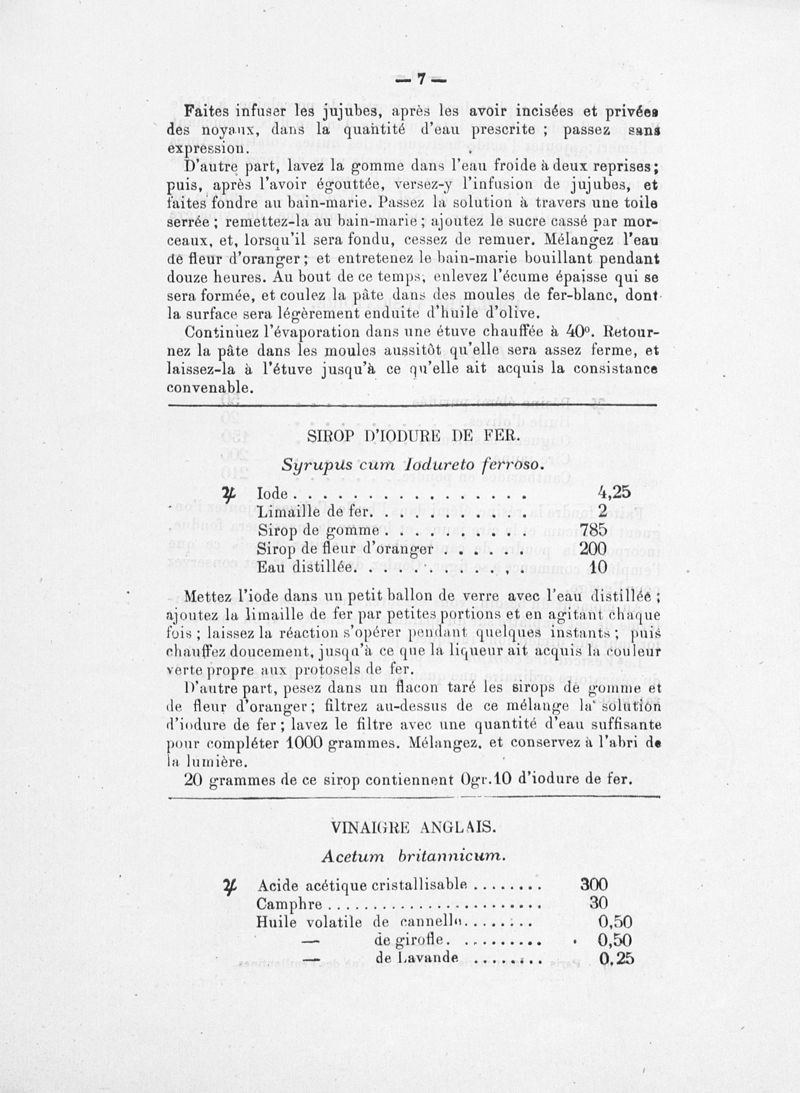 — 7 —
Faites infuser les jujubes, après les avoir incisées et privées
des noyaux, dans la quantité d'eau prescrite ; passez sans
expression.
D'autre part, lavez la gomme dans l'eau froide à deux reprises;
puis, après l'avoir égouttée, versez-y l'infusion de jujubes, et
faites fondre au bain-marie. Passez la solution à travers une toile
serrée ; remettez-la au bain-marie ; ajoutez le sucre cassé par mor-
ceaux, et, lorsqu'il sera fondu, cessez de remuer. Mélangez l'eau
de fleur d'oranger ; et entretenez le bain-marie bouillant pendant
douze heures. Au bout de ce temps, enlevez l'écume épaisse qui se
sera formée, et coulez la pâte dans des moules de fer-blanc, dont
la surface sera légèrement enduite d'huile d'olive.
Continuez l'évaporation dans une étuve chauffée à 40°. Retour-
nez la pâte dans les moules aussitôt qu'elle sera assez ferme, et
laissez-la à l'étuve jusqu'à ce qu'elle ait acquis la consistance
convenable.
SIROP D'IODURE DE FER.
Syrupus cum Iodureto ferroso.
♃ Iode . . . . . . . . . . . . . . . . 4,25
Limaille de fer. . . . . . . . . . . 2
Sirop de gomme . . . . . . . . . . 785
Sirop de fleur d'oranger . . . . . . 200
Eau distillée. . . . . . . . . . . . 10
Mettez l'iode dans un petit ballon de verre avec l'eau distillée ;
ajoutez la limaille de fer par petites portions et en agitant chaque
fois ; laissez la réaction s'opérer pendant quelques instants ; puis
chauffez doucement, jusqu'à ce que la liqueur ait acquis la couleur
verte propre aux protosels de fer.
D'autre part, pesez dans un flacon taré les sirops de gomme et
de fleur d'oranger ; filtrez au-dessus de ce mélange la solution
d'iodure de fer ; lavez le filtre avec une quantité d'eau suffisante
pour compléter 1000 grammes. Mélangez, et conservez à l'abri de
la lumière.
20 grammes de ce sirop contiennent 0gr.10 d'iodure de fer.
VINAIGRE ANGLAIS.
Acetum britannicum.
♃ Acide acétique cristallisable . . . . . . . . 300
Camphre . . . . . . . . . . . . . . . . . . . . . . . . 30
Huile volatile de cannelle. . . . . . . . 0,50
— de girofle. . . . . . . . . . . 0,50
— de Lavande . . . . . . . . 0.25